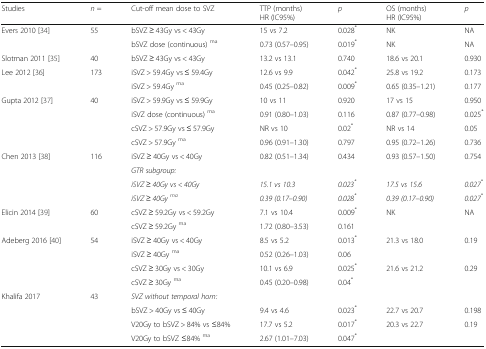 Studies n = Cut-off mean dose to SVZ TTP (months) HR (IC95%) p OS (months) HR (IC95%) p
Evers 2010 [34] 55 bSVZ ≥ 43Gy vs < 43Gy 15 vs 7.2 0.028* NK NA
bSVZ dose (continuous) ma 0.73 (0.57–0.95) 0.019* NK NA
Slotman 2011 [35] 40 bSVZ ≥ 43Gy vs < 43Gy 13.2 vs 13.1 0.740 18.6 vs 20.1 0.930
Lee 2012 [36] 173 iSVZ > 59.4Gy vs ≤ 59.4Gy 12.6 vs 9.9 0.042* 25.8 vs 19.2 0.173
iSVZ > 59.4Gy ma 0.45 (0.25–0.82) 0.009* 0.65 (0.35–1.21) 0.177
Gupta 2012 [37] 40 iSVZ > 59.9Gy vs ≤ 59.9Gy 10 vs 11 0.920 17 vs 15 0.950
iSVZ dose (continuous) ma 0.91 (0.80–1.03) 0.116 0.87 (0.77–0.98) 0.025*
cSVZ > 57.9Gy vs ≤ 57.9Gy NR vs 10 0.02* NR vs 14 0.05
cSVZ > 57.9Gy ma 0.96 (0.91–1.30) 0.797 0.95 (0.72–1.26) 0.736
Chen 2013 [38] 116 iSVZ ≥ 40Gy vs < 40Gy 0.82 (0.51–1.34) 0.434 0.93 (0.57–1.50) 0.754
GTR subgroup:
iSVZ ≥ 40Gy vs < 40Gy 15.1 vs 10.3 0.023* 17.5 vs 15.6 0.027*
iSVZ ≥ 40Gy ma 0.39 (0.17–0.90) 0.028* 0.39 (0.17–0.90) 0.027*
Elicin 2014 [39] 60 cSVZ ≥ 59.2Gy vs < 59.2Gy 7.1 vs 10.4 0.009* NK NA
cSVZ ≥ 59.2Gy ma 1.72 (0.80–3.53) 0.161
Adeberg 2016 [40] 54 iSVZ ≥ 40Gy vs < 40Gy 8.5 vs 5.2 0.013* 21.3 vs 18.0 0.19
iSVZ ≥ 40Gy ma 0.52 (0.26–1.03) 0.06
cSVZ ≥ 30Gy vs < 30Gy 10.1 vs 6.9 0.025* 21.6 vs 21.2 0.29
cSVZ ≥ 30Gy ma 0.45 (0.20–0.98) 0.04*
Khalifa 2017 43 SVZ without temporal horn:
bSVZ > 40Gy vs ≤ 40Gy 9.4 vs 4.6 0.023* 22.7 vs 20.7 0.198
V20Gy to bSVZ > 84% vs ≤84% 17.7 vs 5.2 0.017* 20.3 vs 22.7 0.19
V20Gy to bSVZ ≤84% ma 2.67 (1.01–7.03) 0.047*